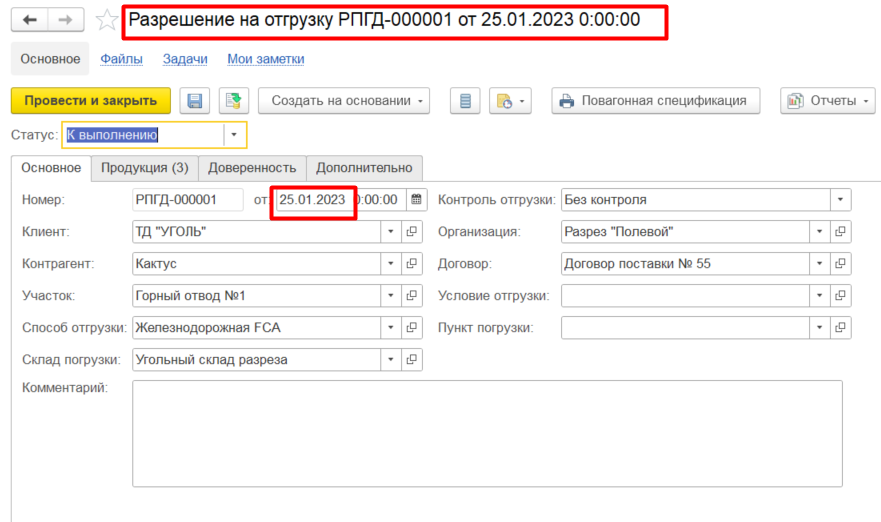 Разрешение на отгрузку РПГД-000001 от 25.01.2023 0:00:00
Основное Файлы Задачи Мои заметки
Провести и закрыть Создать на основании Повагонная спецификация Отчеты
Статус: К выполнению
Основное Продукция (3) Доверенность Дополнительно
Номер: РПГД-000001 от: 25.01.2023 0:00:00 Контроль отгрузки: Без контроля
Клиент: ТД "УГОЛЬ" Организация: Разрез "Полевой"
Контрагент: Кактус Договор: Договор поставки № 55
Участок: Горный отвод №1 Условие отгрузки:
Способ отгрузки: Железнодорожная FCA Пункт погрузки:
Склад погрузки: Угольный склад разреза
Комментарий: